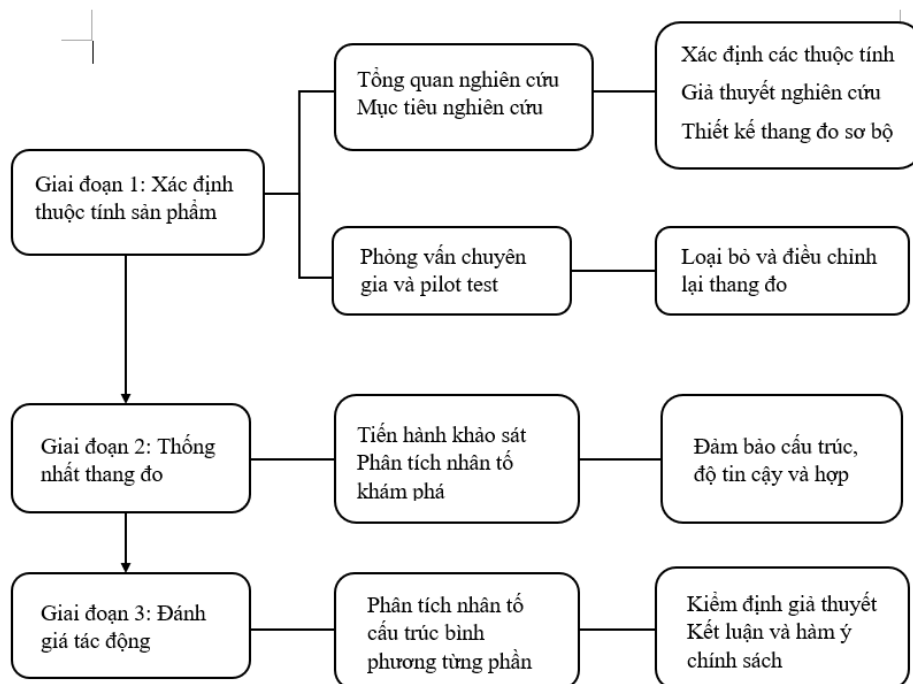 Tổng quan nghiên cứu
Mục tiêu nghiên cứu
Xác định các thuộc tính
Giả thuyết nghiên cứu
Thiết kế thang đo sơ bộ
Giai đoạn 1: Xác định
thuộc tính sản phẩm
Phỏng vấn chuyên
gia và pilot test
Loại bỏ và điều chỉnh
lại thang đo
Giai đoạn 2: Thống
nhất thang đo
Tiến hành khảo sát
Phân tích nhân tố
khám phá
Đảm bảo cấu trúc,
độ tin cậy và hợp
Giai đoạn 3: Đánh
giá tác động
Phân tích nhân tố
cấu trúc bình
phương từng phần
Kiểm định giả thuyết
Kết luận và hàm ý
chính sách